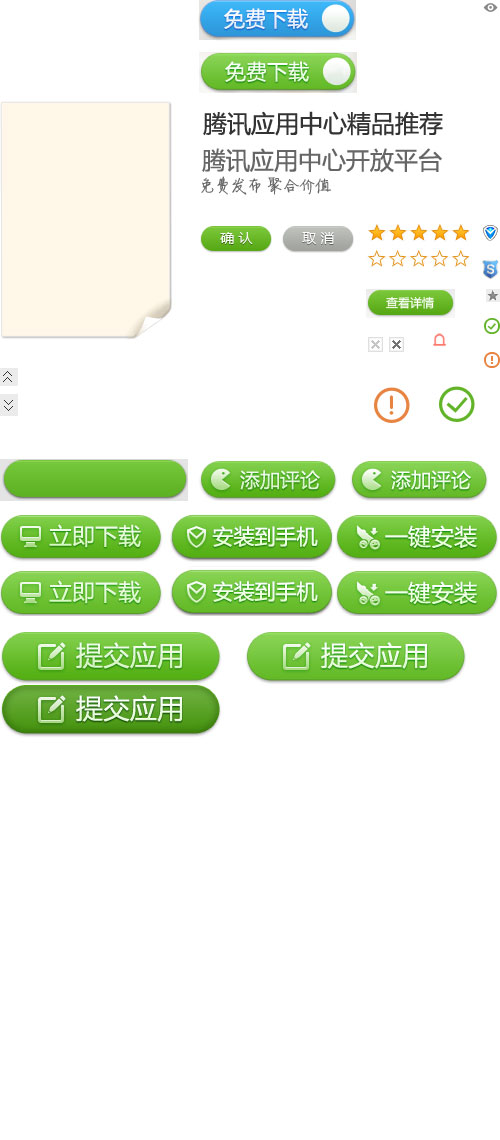 免费下载
免费下载
腾讯应用中心精品推荐
腾讯应用中心开放平台
免费发布 聚合价值
确认 取消
S
查看详情
添加评论 添加评论
立即下载 安装到手机 一键安装
立即下载 安装到手机 一键安装
提交应用 提交应用
提交应用